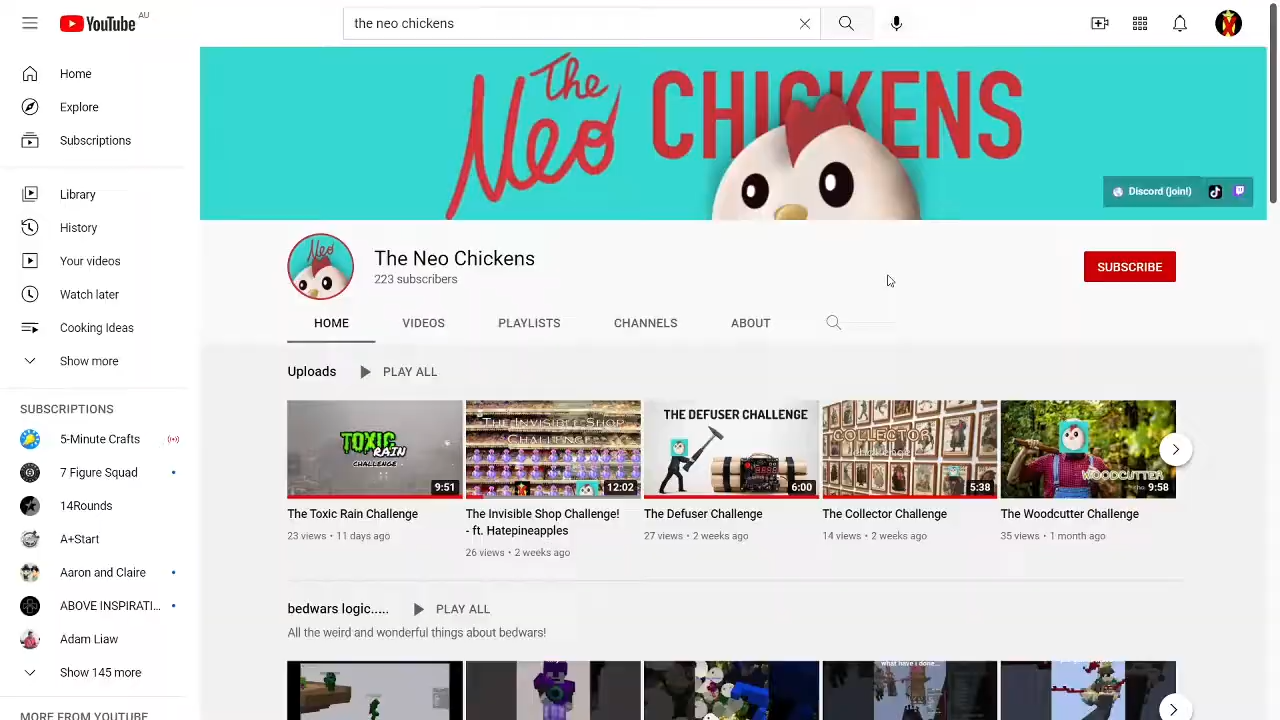 YouTube AU
the neo chickens
Home
Explore
Subscriptions
Library
History
Your videos
Watch later
Cooking Ideas
Show more
SUBSCRIPTIONS
5-Minute Crafts
7 Figure Squad
14Rounds
A+Start
Aaron and Claire
ABOVE INSPIRATI...
Adam Liaw
Show 145 more
MORE FROM YOUTUBE
The Neo CHICKENS
Discord (join!)
Neo
The Neo Chickens
223 subscribers
SUBSCRIBE
HOME VIDEOS PLAYLISTS CHANNELS ABOUT
Uploads PLAY ALL
TOXIC RAIN
CHALLENGE
9:51
The Invisible Shop
Challenge
12:02
THE DEFUSER CHALLENGE
6:00
COLLECTOR
5:38
WOODCUTTER
9:58
The Toxic Rain Challenge
23 views • 11 days ago
The Invisible Shop Challenge!
- ft. Hatepineapples
26 views • 2 weeks ago
The Defuser Challenge
27 views • 2 weeks ago
The Collector Challenge
14 views • 2 weeks ago
The Woodcutter Challenge
35 views • 1 month ago
bedwars logic..... PLAY ALL
All the weird and wonderful things about bedwars!
what have i done...